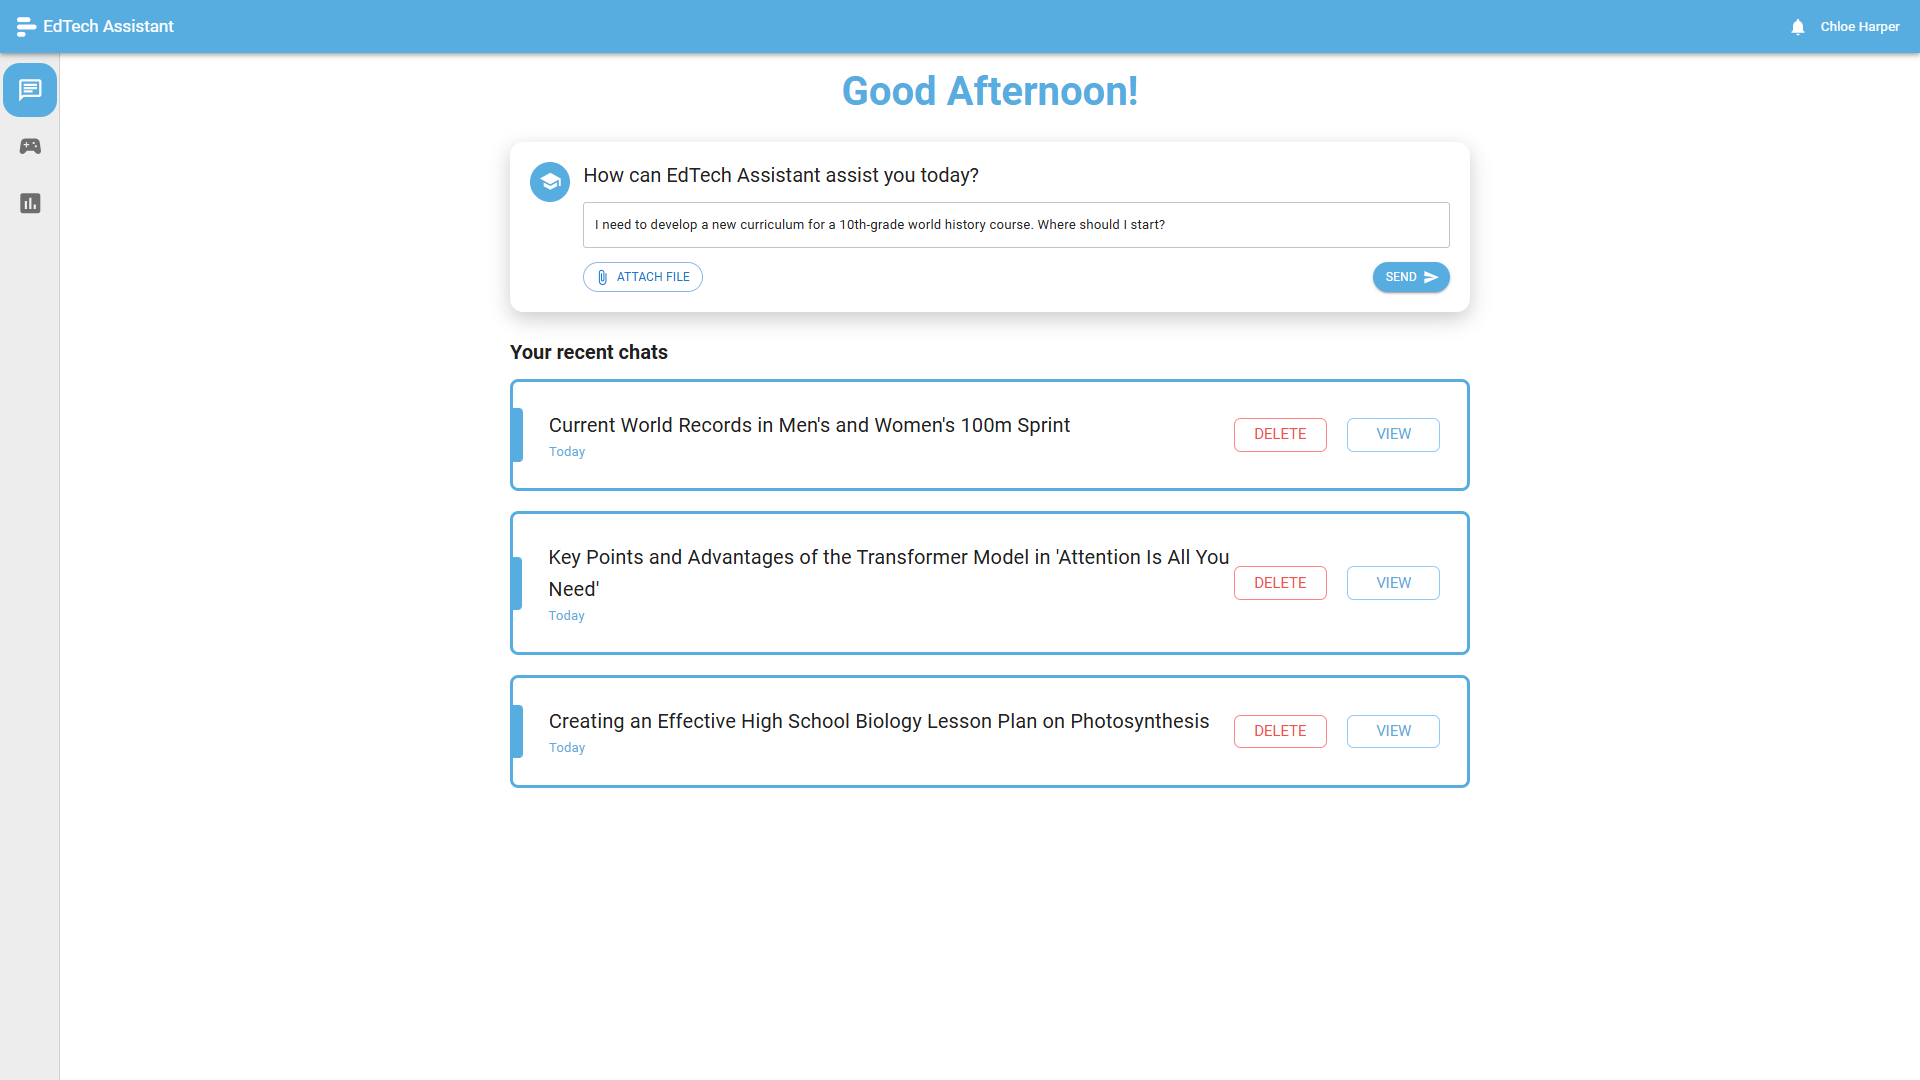 EdTech Assistant
Chloe Harper
Good Afternoon!
How can EdTech Assistant assist you today?
I need to develop a new curriculum for a 10th-grade world history course. Where should I start?
ATTACH FILE
SEND
Your recent chats
Current World Records in Men's and Women's 100m Sprint
Today
DELETE
VIEW
Key Points and Advantages of the Transformer Model in 'Attention Is All You
Need'
Today
DELETE
VIEW
Creating an Effective High School Biology Lesson Plan on Photosynthesis
Today
DELETE
VIEW